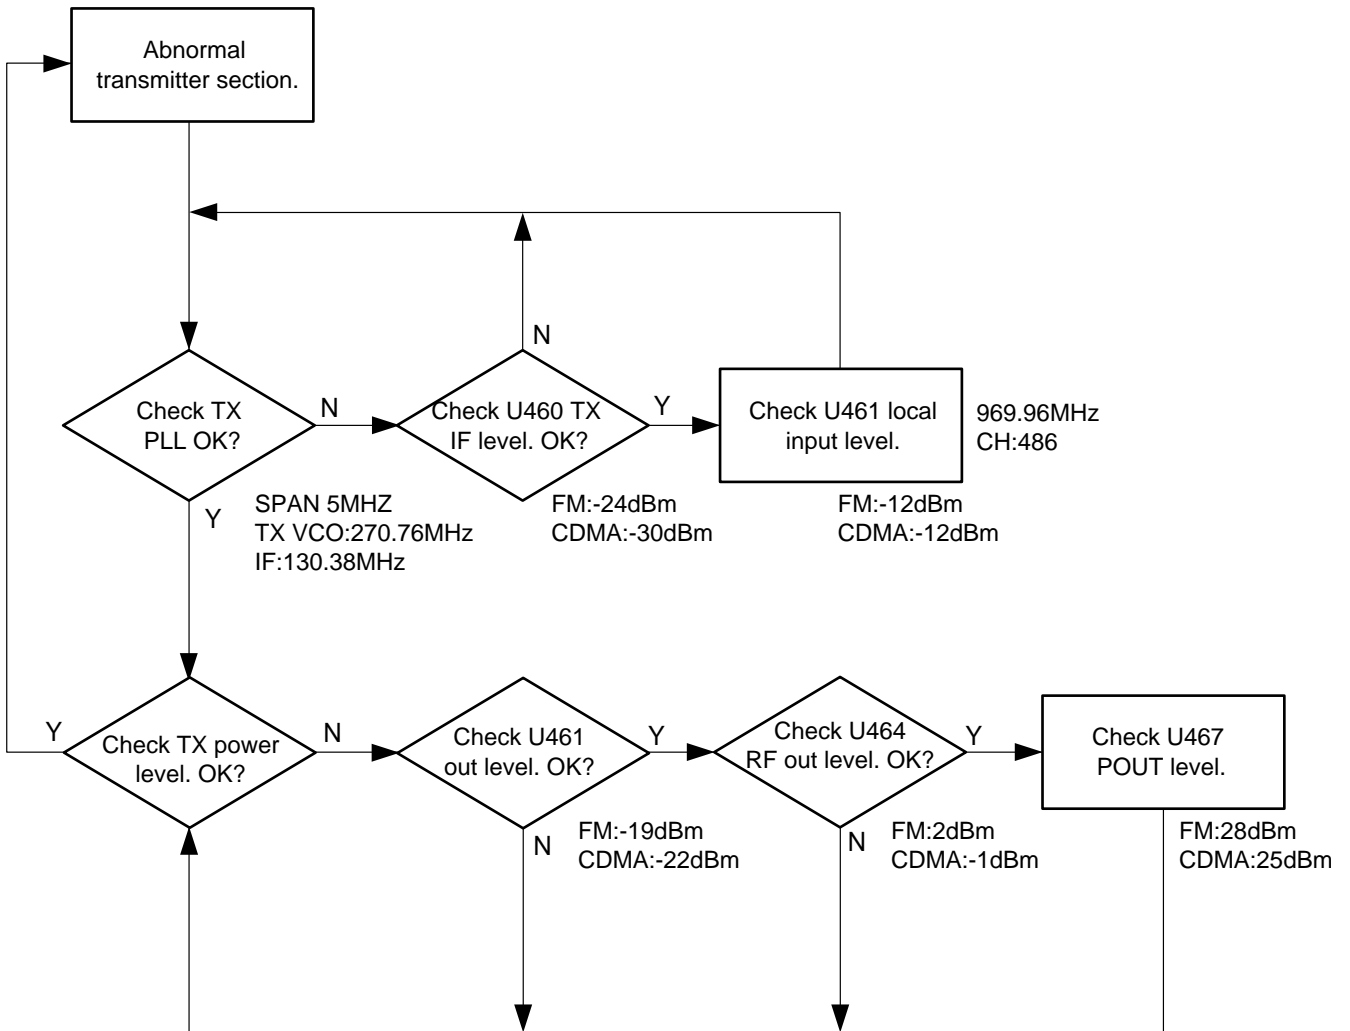 Abnormal
transmitter section.
N
Check TX
PLL OK?
N
Check U460 TX
IF level. OK?
Y
Check U461 local
input level.
969.96MHz
CH:486
Y
SPAN 5MHZ
TX VCO:270.76MHz
IF:130.38MHz
FM:-24dBm
CDMA:-30dBm
FM:-12dBm
CDMA:-12dBm
Y
Check TX power
level. OK?
N
Check U461
out level. OK?
Y
Check U464
RF out level. OK?
Y
Check U467
POUT level.
N
FM:-19dBm
CDMA:-22dBm
N
FM:2dBm
CDMA:-1dBm
FM:28dBm
CDMA:25dBm